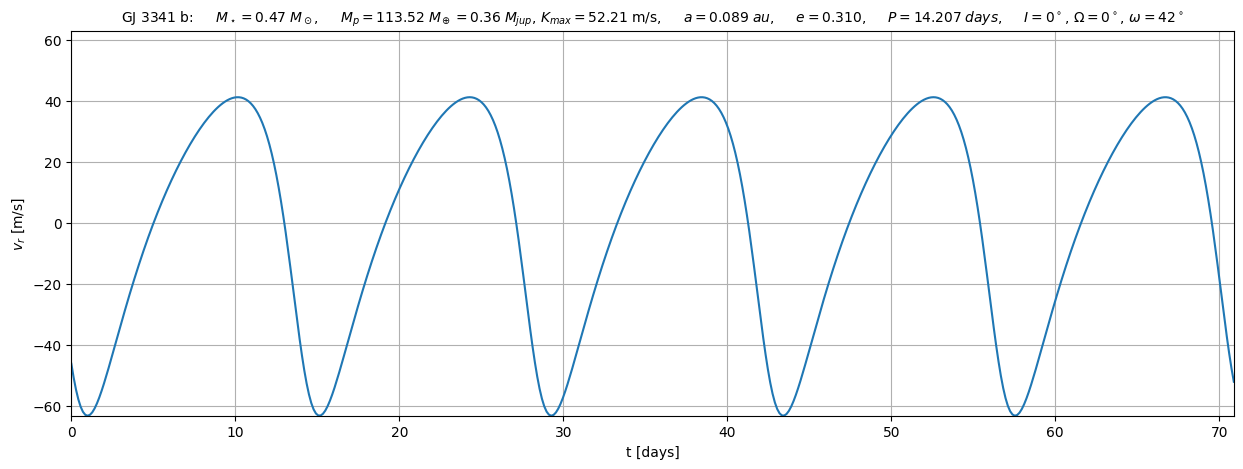 GJ 3341 b: M⋆ = 0.47 M⊙, Mp = 113.52 M⊕ = 0.36 Mjup, Kmax = 52.21 m/s, a = 0.089 au, e = 0.310, P = 14.207 days, I = 0°, Ω = 0°, ω = 42°
60
40
20
0
−20
−40
−60
vr [m/s]
0 10 20 30 40 50 60 70
t [days]